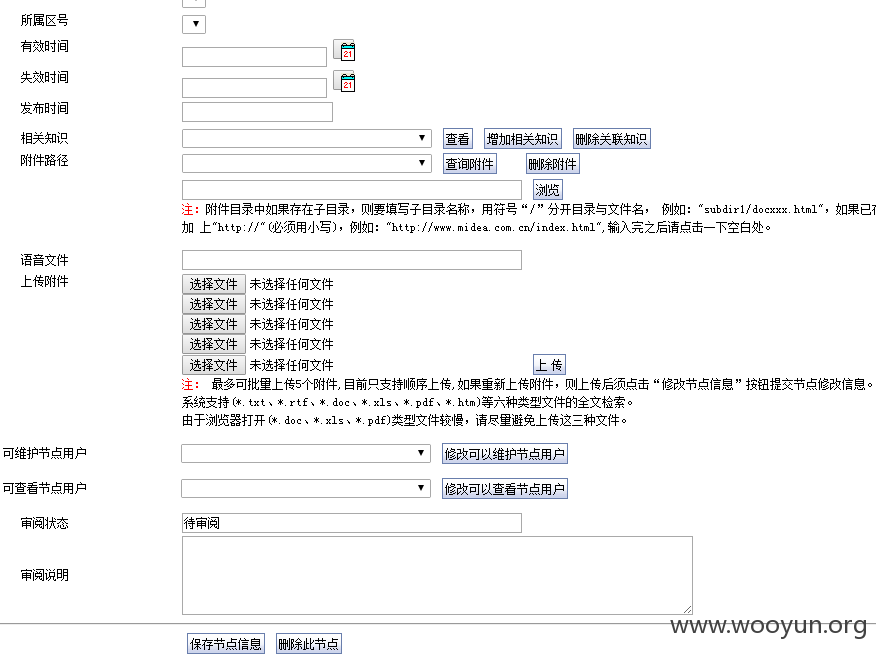 所属区号
有效时间
21
失效时间
21
发布时间
相关知识 查看 增加相关知识 删除关联知识
附件路径 查询附件 删除附件
浏览
注：附件目录中如果存在子目录，则要填写子目录名称，用符号“/”分开目录与文件名， 例如："subdir1/docxxx.html"，如果已存
加 上"http://"(必须用小写)，例如："http://www.midea.com.cn/index.html",输入完之后请点击一下空白处。
语音文件
上传附件 选择文件 未选择任何文件
选择文件 未选择任何文件
选择文件 未选择任何文件
选择文件 未选择任何文件
选择文件 未选择任何文件 上 传
注： 最多可批量上传5个附件,目前只支持顺序上传,如果重新上传附件，则上传后须点击“修改节点信息”按钮提交节点修改信息。
系统支持(*.txt、*.rtf、*.doc、*.xls、*.pdf、*.htm)等六种类型文件的全文检索。
由于浏览器打开(*.doc、*.xls、*.pdf)类型文件较慢，请尽量避免上传这三种文件。
可维护节点用户 修改可以维护节点用户
可查看节点用户 修改可以查看节点用户
审阅状态 待审阅
审阅说明
www.wooyun.org
保存节点信息 删除此节点